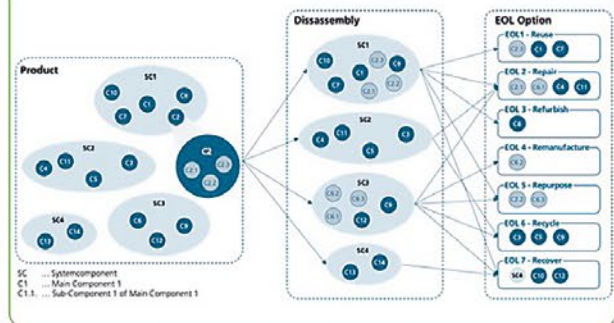 Product
SC1
C10
C8
C1
C7
C2
SC2
C11
C3
C4
C5
SC3
C6
C9
C12
SC4
C14
C13
C2
C2.3
C2.1
C2.2
SC ... Systemcomponent
C1 ... Main Component 1
C1.1. ... Sub-Component 1 of Main Component 1
Disassembly
SC1
C10
C2.3
C8
C1
C7
C2.2
C2.1
SC2
C11
C3
C4
C5
SC3
C6.2
C6.3
C9
C6.1
C12
SC4
C14
C13
EOL Option
EOL1 - Reuse
C2.3
C1
C7
EOL 2 - Repair
C2.1
C6.1
C4
C11
EOL 3 - Refurbish
EOL 4 - Remanufacture
C6.2
EOL 5 - Repurpose
C6.3
EOL 6 - Recycle
C3
C5
C9
EOL 7 - Recover
SC4
C10
C12